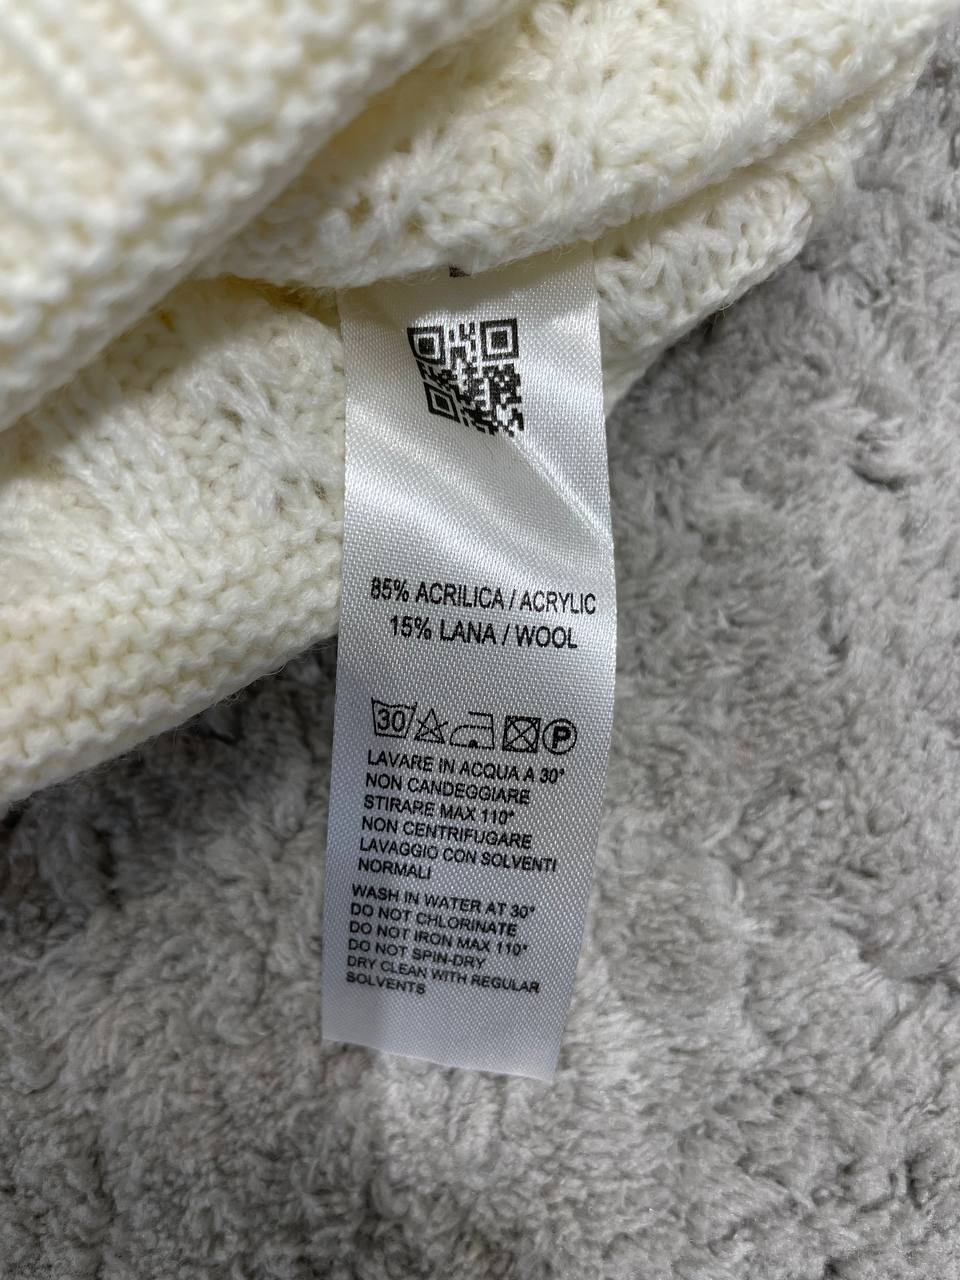 85% ACRILICA / ACRYLIC
15% LANA / WOOL
30 P
LAVARE IN ACQUA A 30°
NON CANDEGGIARE
STIRARE MAX 110°
NON CENTRIFUGARE
LAVAGGIO CON SOLVENTI
NORMALI
WASH IN WATER AT 30°
DO NOT CHLORINATE
DO NOT IRON MAX 110°
DO NOT SPIN-DRY
DRY CLEAN WITH REGULAR
SOLVENTS